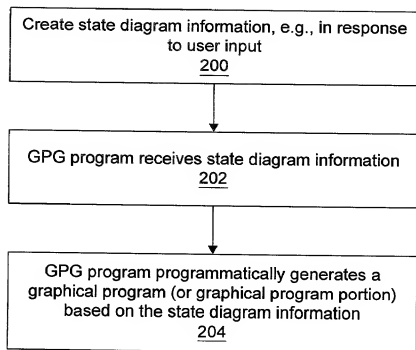 Create state diagram information, e.g., in response
to user input
200
GPG program receives state diagram information
202
GPG program programmatically generates a
graphical program (or graphical program portion)
based on the state diagram information
204